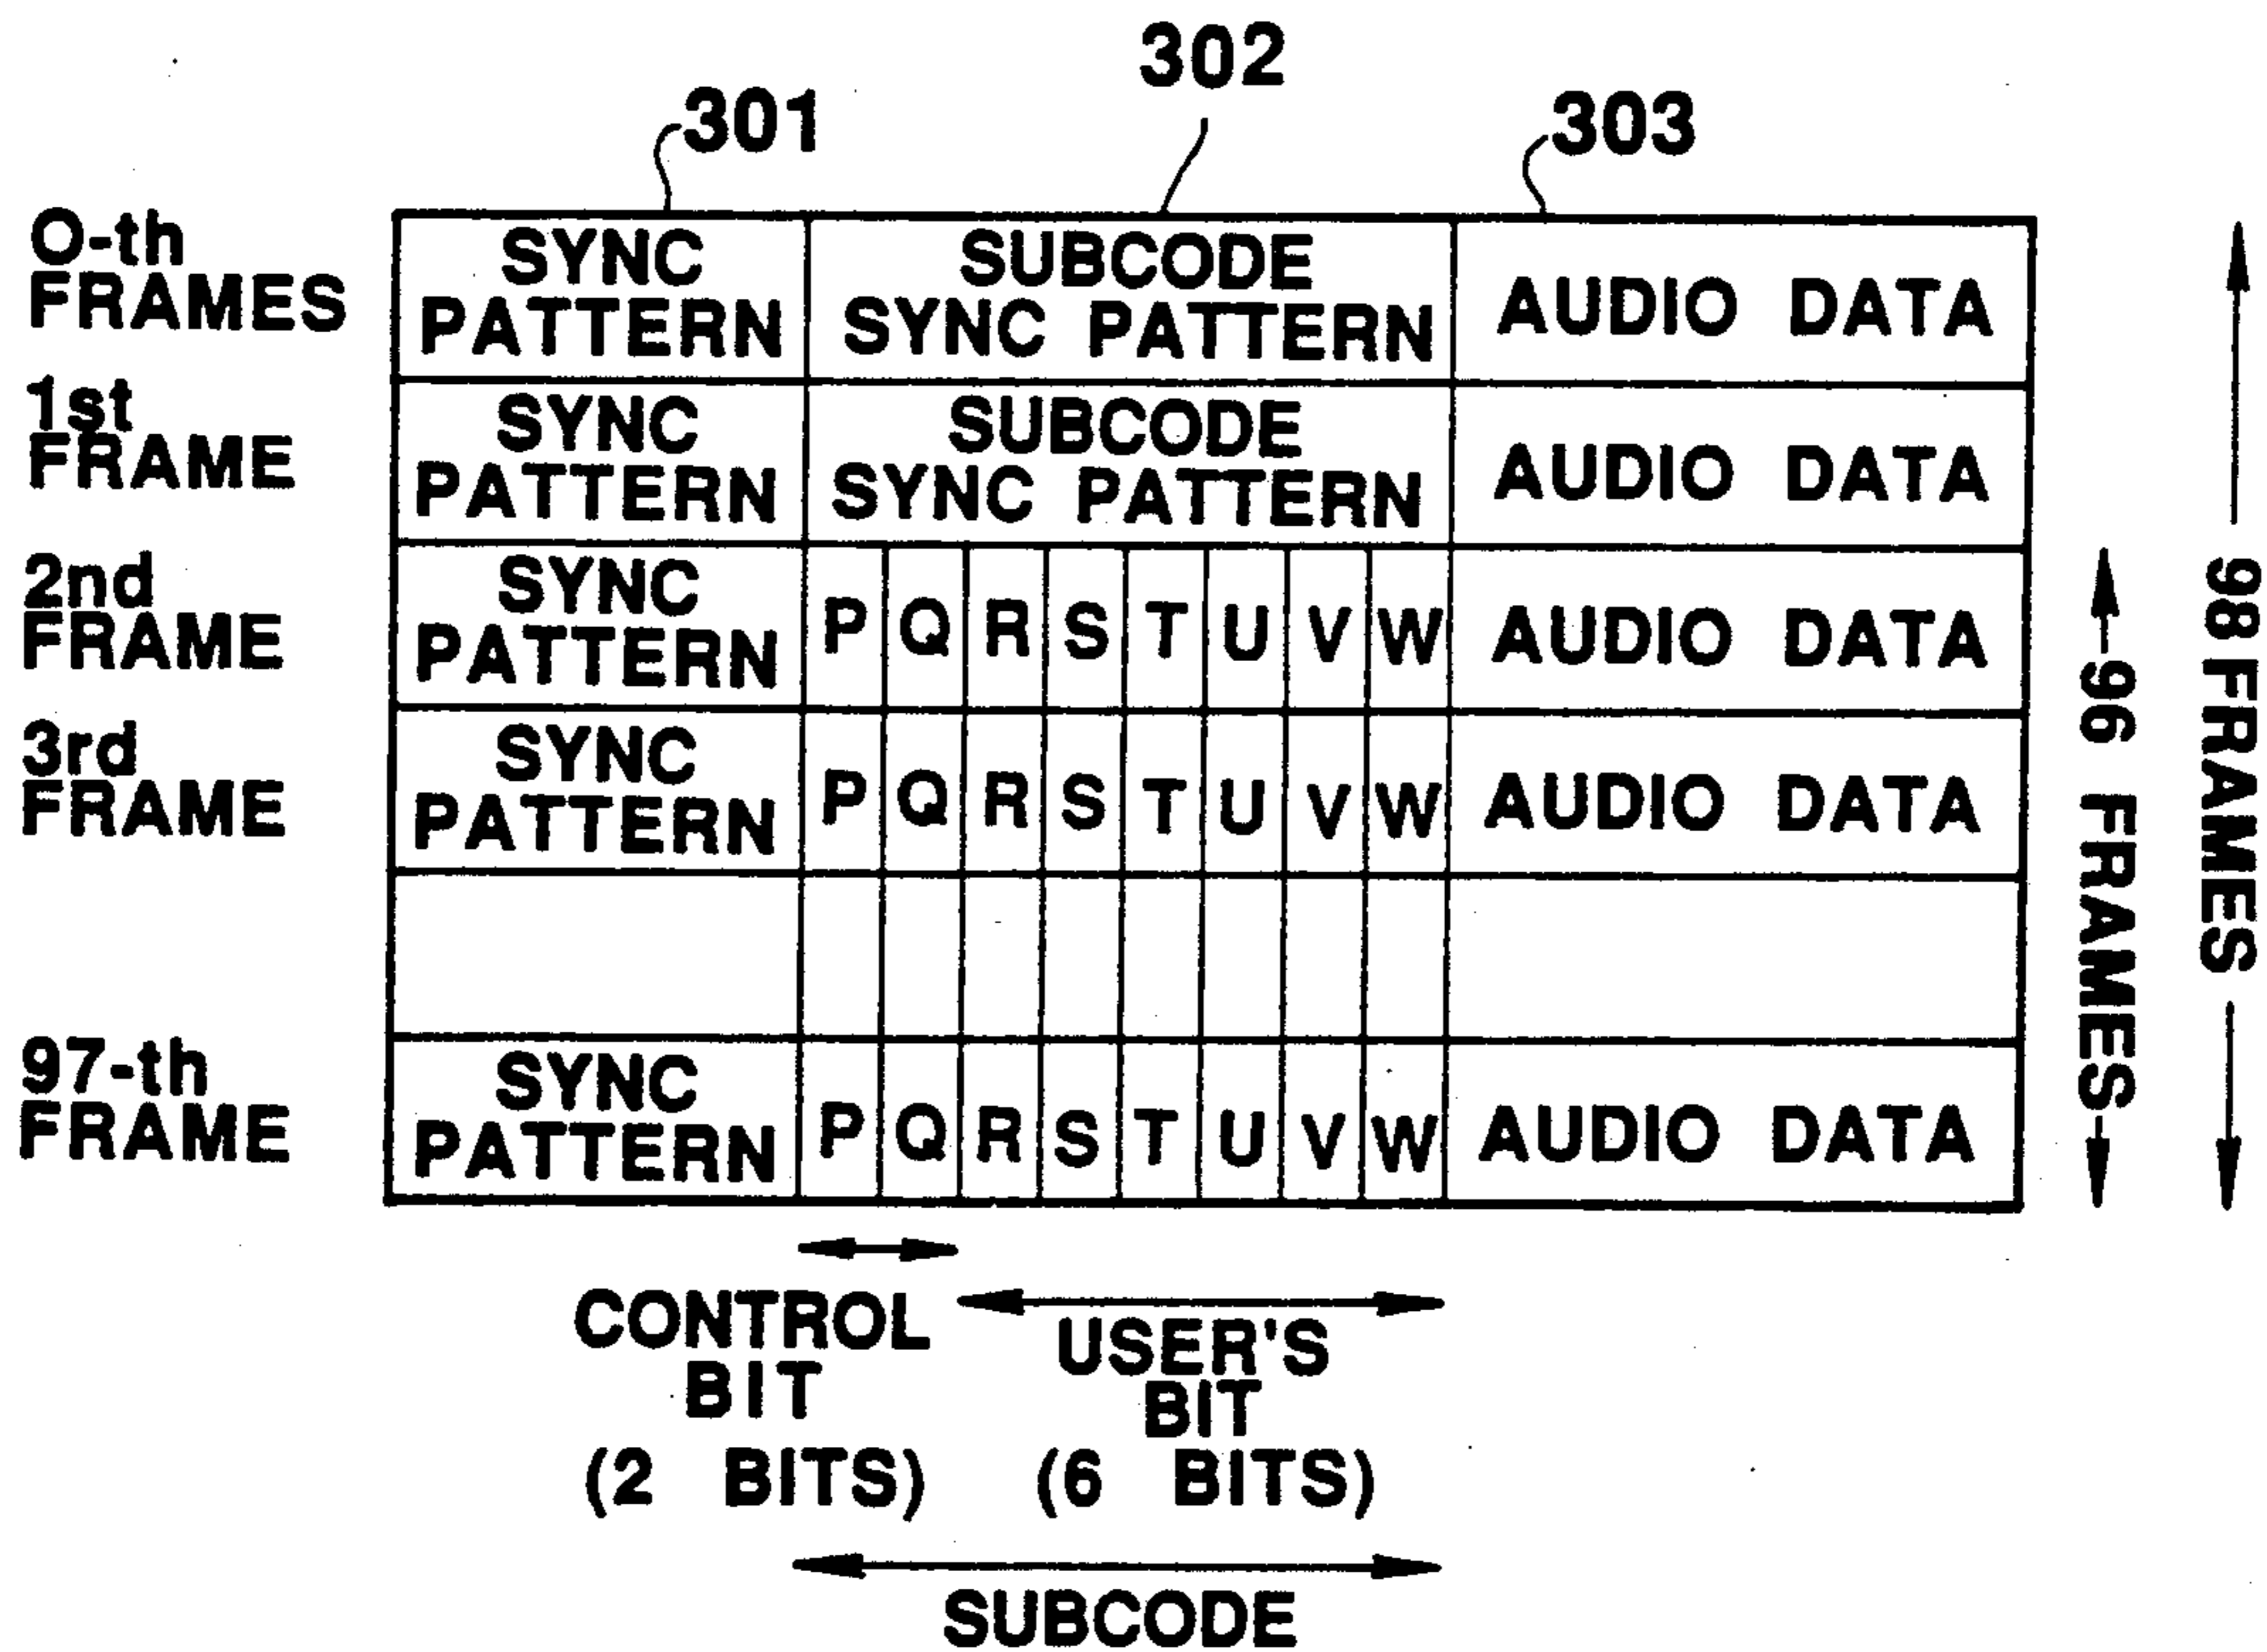 302
301
303
0-th
FRAMES
SYNC
PATTERN
SUBCODE
SYNC PATTERN
AUDIO DATA
1st
FRAME
SYNC
PATTERN
SUBCODE
SYNC PATTERN
AUDIO DATA
2nd
FRAME
SYNC
PATTERN
P Q R S T U V W
AUDIO DATA
3rd
FRAME
SYNC
PATTERN
P Q R S T U V W
AUDIO DATA
97-th
FRAME
SYNC
PATTERN
P Q R S T U V W
AUDIO DATA
96 FRAMES
98 FRAMES
CONTROL
BIT
(2 BITS)
USER'S
BIT
(6 BITS)
SUBCODE